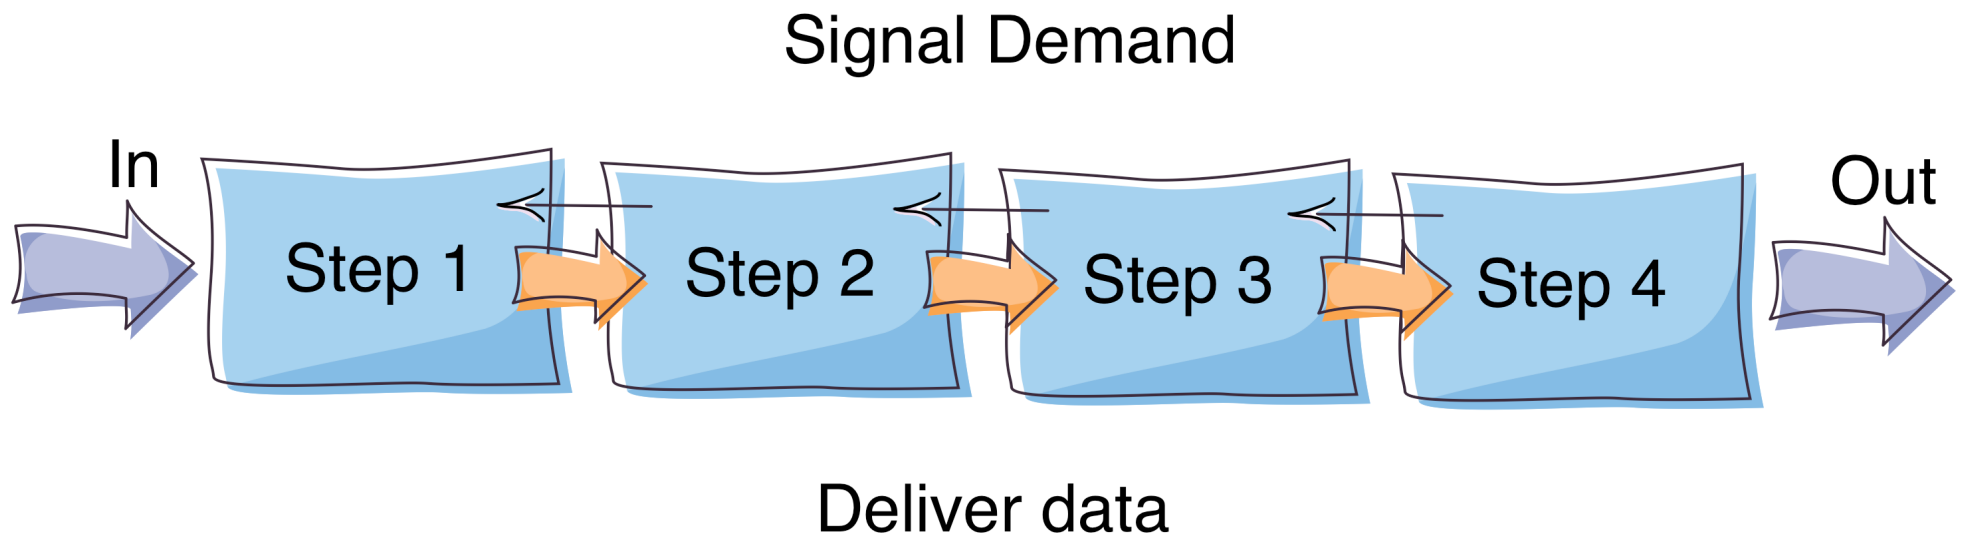 Signal Demand
In
Out
Step 1
Step 2
Step 3
Step 4
Deliver data